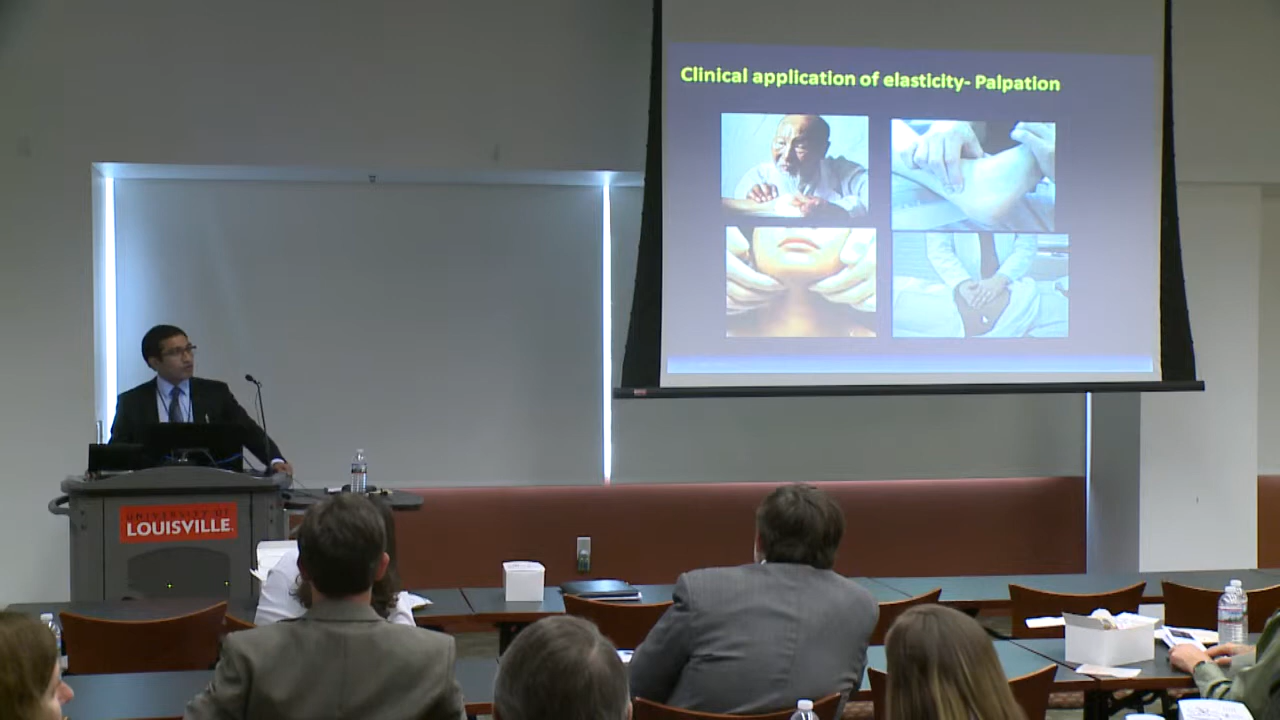 Clinical application of elasticity- Palpation
UNIVERSITY OF
LOUISVILLE.